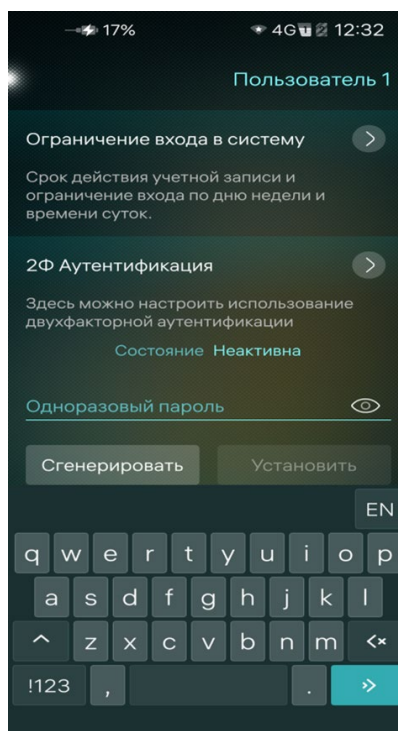 17% 4G 12:32
Пользователь 1
Ограничение входа в систему
Срок действия учетной записи и
ограничение входа по дню недели и
времени суток.
2Ф Аутентификация
Здесь можно настроить использование
двухфакторной аутентификации
Состояние Неактивна
Одноразовый пароль
Сгенерировать Установить
EN
q w e r t y u i o p
a s d f g h j k l
z x c v b n m
!123 , .